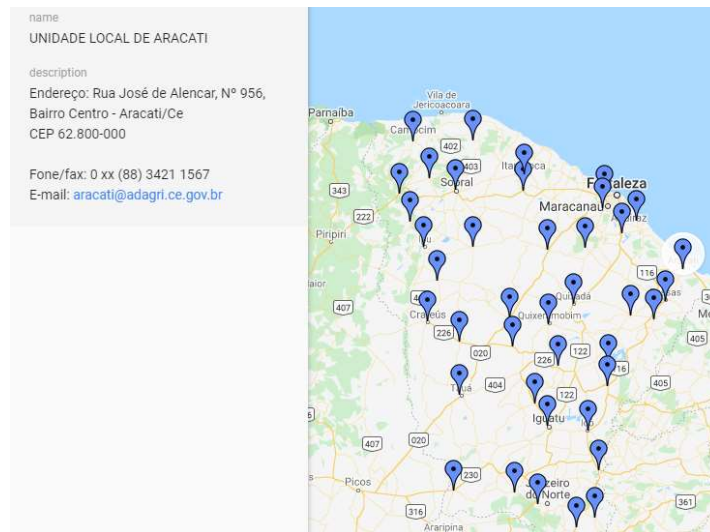 name
UNIDADE LOCAL DE ARACATI
description
Endereço: Rua José de Alencar, Nº 956,
Bairro Centro - Aracati/Ce
CEP 62.800-000
Fone/fax: 0 xx (88) 3421 1567
E-mail: aracati@adagri.ce.gov.br
Vila de
Jericoacoara
Parnaíba
402
403
343
Sobral
222
Maracanaú
Piripiri
116
407
Quixadá
Crateús
Quixeramobim
226
405
020
226
122
404
122
405
Iguatu
407
020
230
Picos
Juazeiro
do Norte
316
361
Araripina